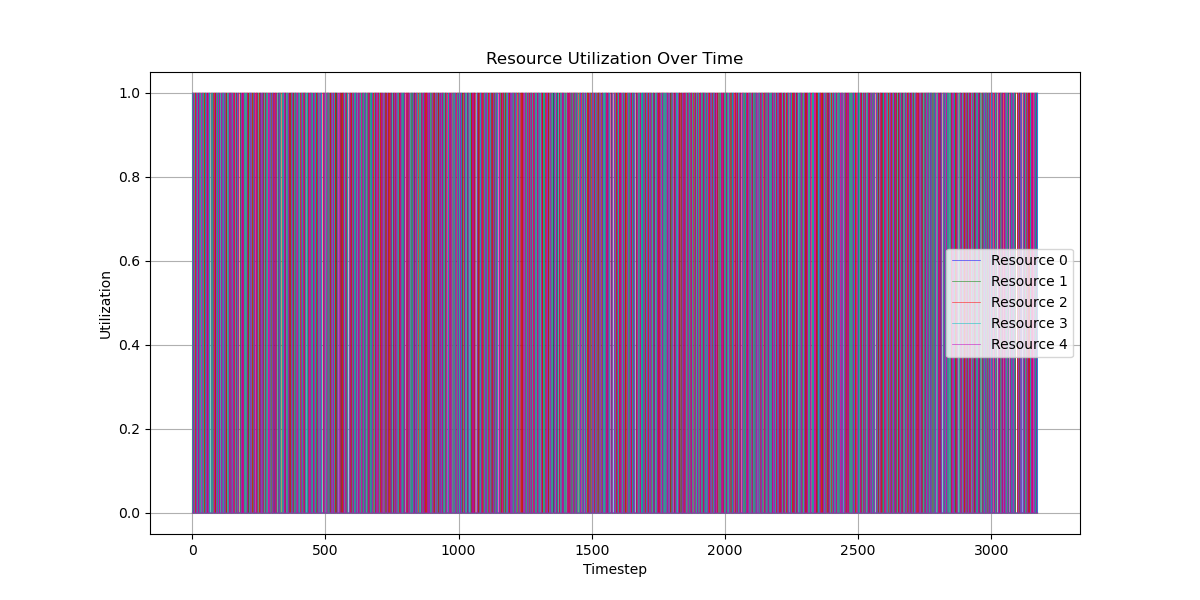 Resource Utilization Over Time
1.0
0.8
0.6
0.4
0.2
0.0
Utilization
Resource 0
Resource 1
Resource 2
Resource 3
Resource 4
0 500 1000 1500 2000 2500 3000
Timestep